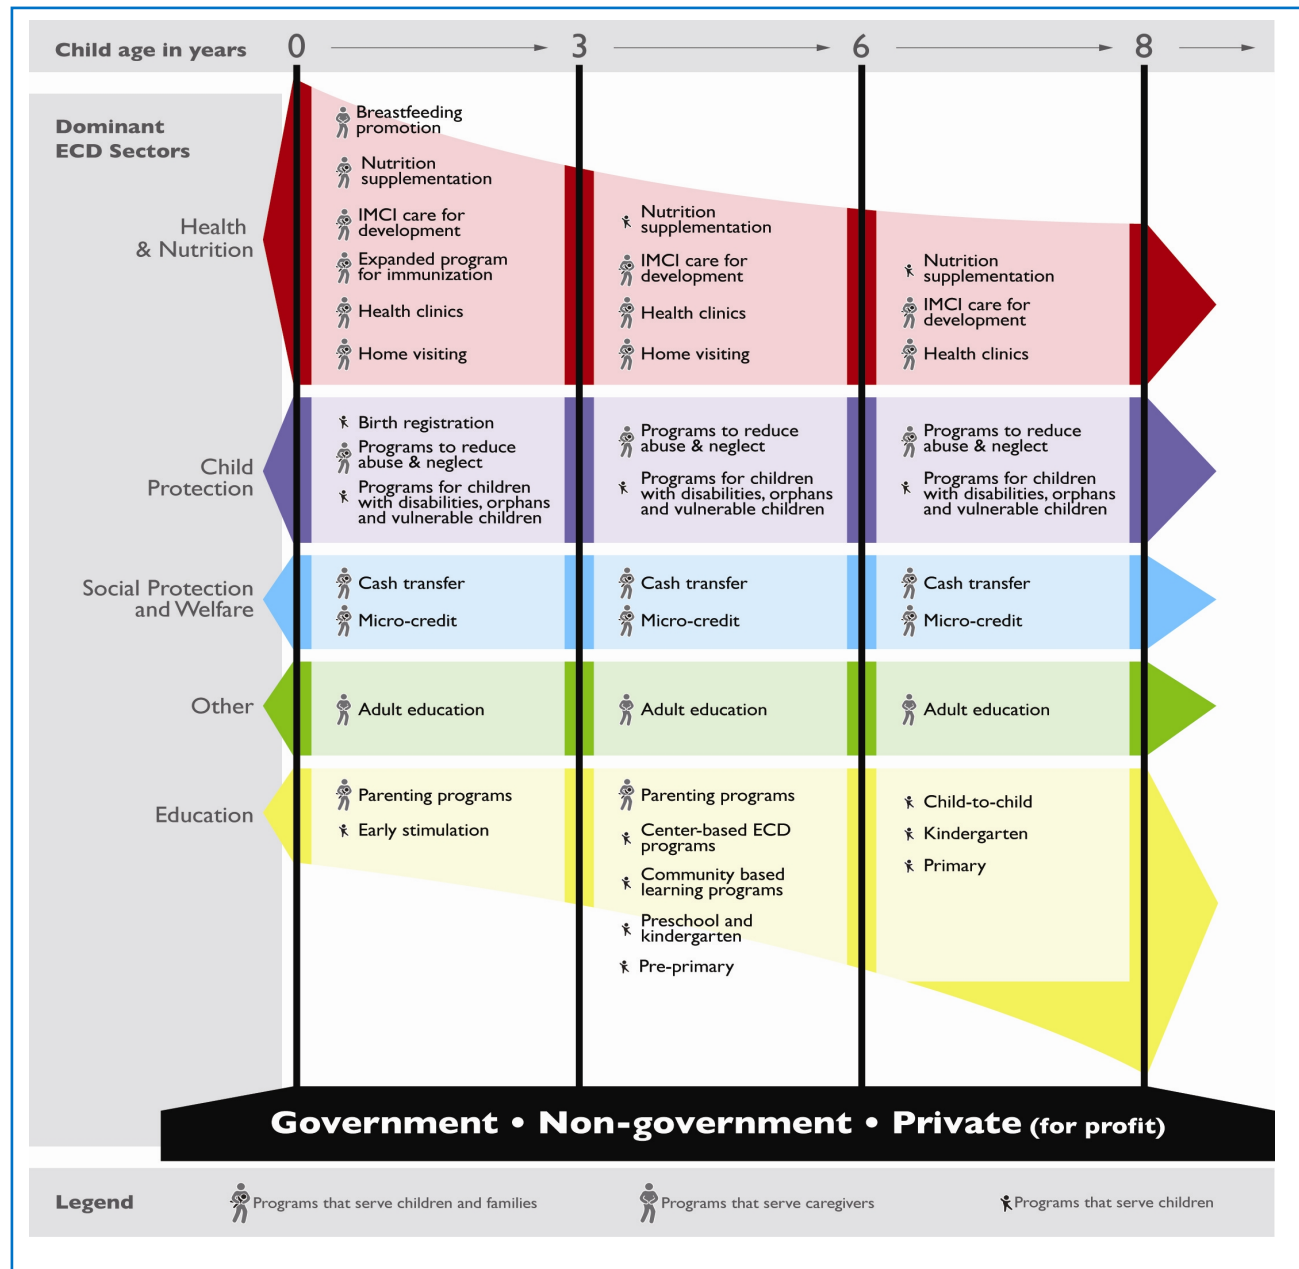 Child age in years 0 3 6 8
Dominant
ECD Sectors
Health
& Nutrition
Breastfeeding
promotion
Nutrition
supplementation
IMCI care for
development
Expanded program
for immunization
Health clinics
Home visiting
Nutrition
supplementation
IMCI care for
development
Health clinics
Home visiting
Nutrition
supplementation
IMCI care for
development
Health clinics
Child
Protection
Birth registration
Programs to reduce
abuse & neglect
Programs for children
with disabilities, orphans
and vulnerable children
Programs to reduce
abuse & neglect
Programs for children
with disabilities, orphans
and vulnerable children
Programs to reduce
abuse & neglect
Programs for children
with disabilities, orphans
and vulnerable children
Social Protection
and Welfare
Cash transfer
Micro-credit
Cash transfer
Micro-credit
Cash transfer
Micro-credit
Other
Adult education
Adult education
Adult education
Education
Parenting programs
Early stimulation
Parenting programs
Center-based ECD
programs
Community based
learning programs
Preschool and
kindergarten
Pre-primary
Child-to-child
Kindergarten
Primary
Government • Non-government • Private (for profit)
Legend
Programs that serve children and families
Programs that serve caregivers
Programs that serve children